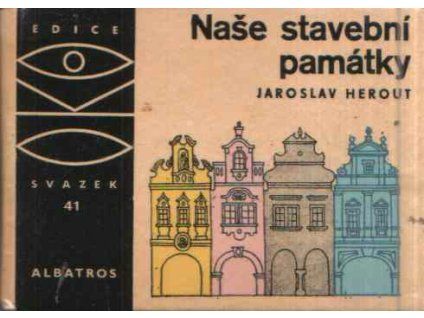 EDICE
SVAZEK
41
ALBATROS
Naše stavební
památky
JAROSLAV HEROUT